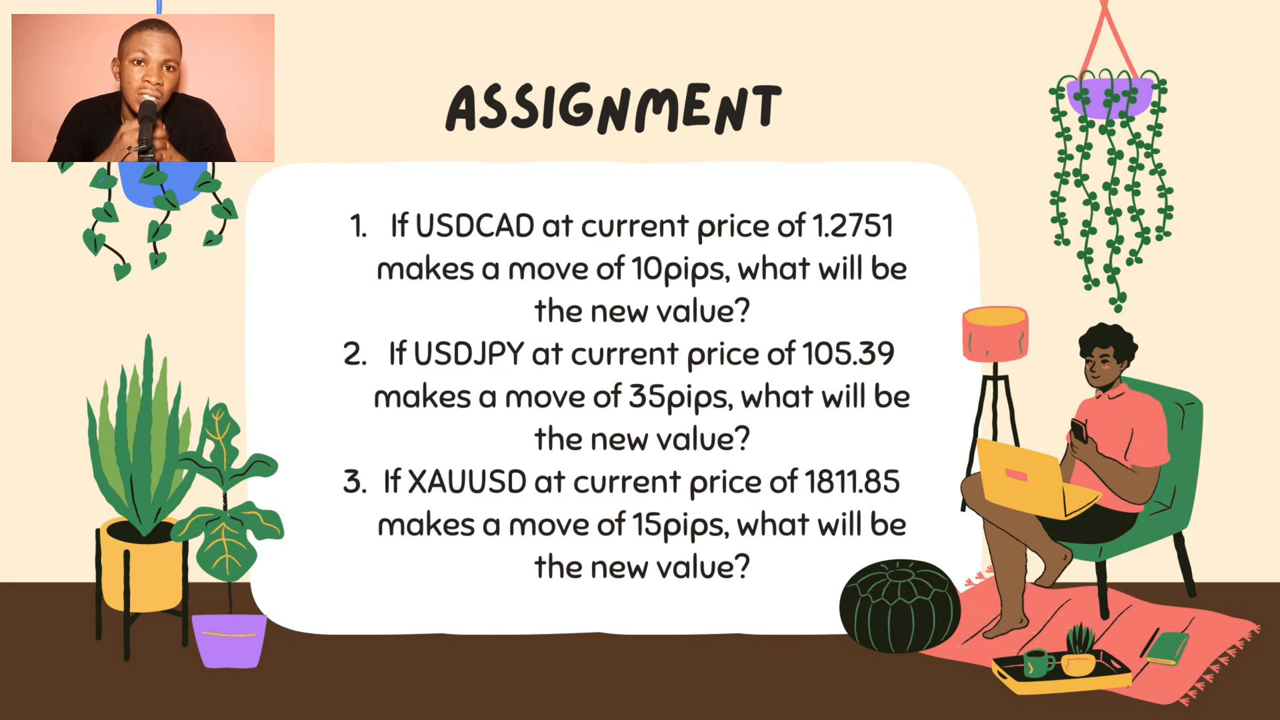 ASSIGNMENT
1. If USDCAD at current price of 1.2751
makes a move of 10pips, what will be
the new value?
2. If USDJPY at current price of 105.39
makes a move of 35pips, what will be
the new value?
3. If XAUUSD at current price of 1811.85
makes a move of 15pips, what will be
the new value?